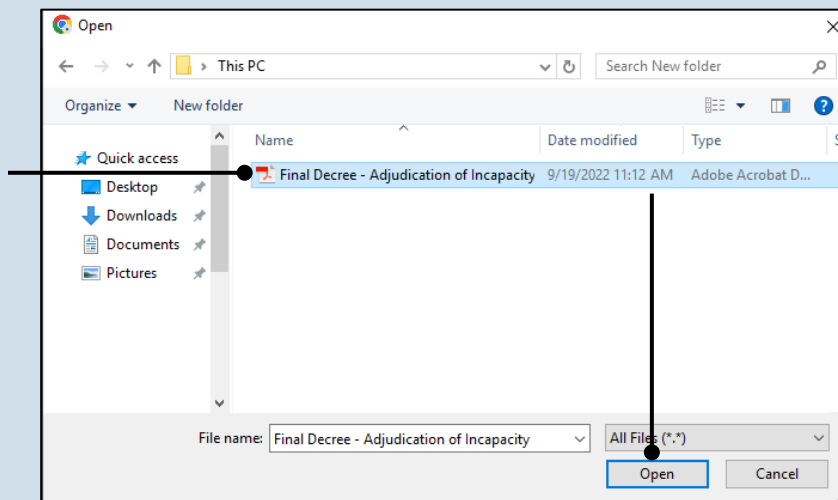 Open
This PC
Search New folder
Organize
New folder
Name
Date modified
Type
Quick access
Final Decree - Adjudication of Incapacity 9/19/2022 11:12 AM Adobe Acrobat D...
Desktop
Downloads
Documents
Pictures
File name: Final Decree - Adjudication of Incapacity
All Files (*.*)
Open
Cancel